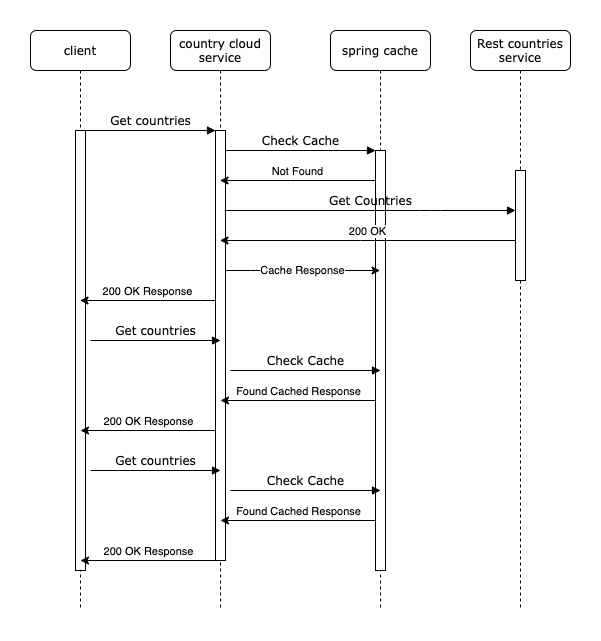 client
country cloud
service
spring cache
Rest countries
service
Get countries
Check Cache
Not Found
Get Countries
200 OK
Cache Response
200 OK Response
Get countries
Check Cache
Found Cached Response
200 OK Response
Get countries
Check Cache
Found Cached Response
200 OK Response